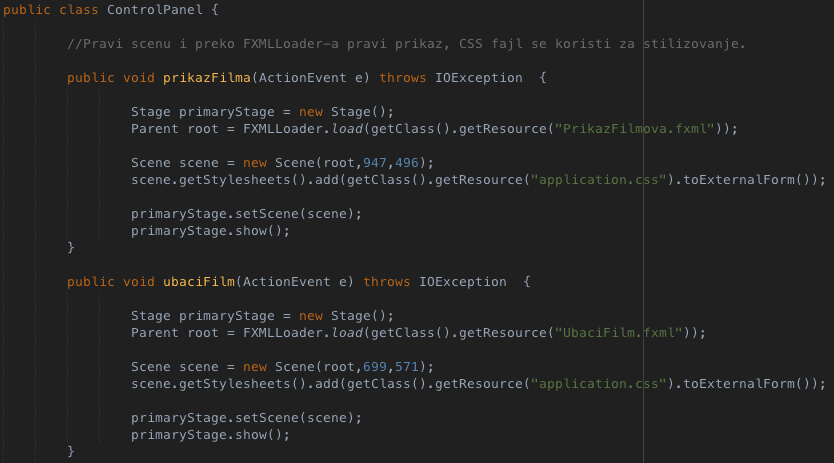 public class ControlPanel {
//Pravi scenu i preko FXMLLoader-a pravi prikaz, CSS fajl se koristi za stilizovanje.
public void prikazFilma(ActionEvent e) throws IOException  {
Stage primaryStage = new Stage();
Parent root = FXMLLoader.load(getClass().getResource("PrikazFilmova.fxml"));
Scene scene = new Scene(root,947,496);
scene.getStylesheets().add(getClass().getResource("application.css").toExternalForm());
primaryStage.setScene(scene);
primaryStage.show();
}
public void ubaciFilm(ActionEvent e) throws IOException  {
Stage primaryStage = new Stage();
Parent root = FXMLLoader.load(getClass().getResource("UbaciFilm.fxml"));
Scene scene = new Scene(root,699,571);
scene.getStylesheets().add(getClass().getResource("application.css").toExternalForm());
primaryStage.setScene(scene);
primaryStage.show();
}